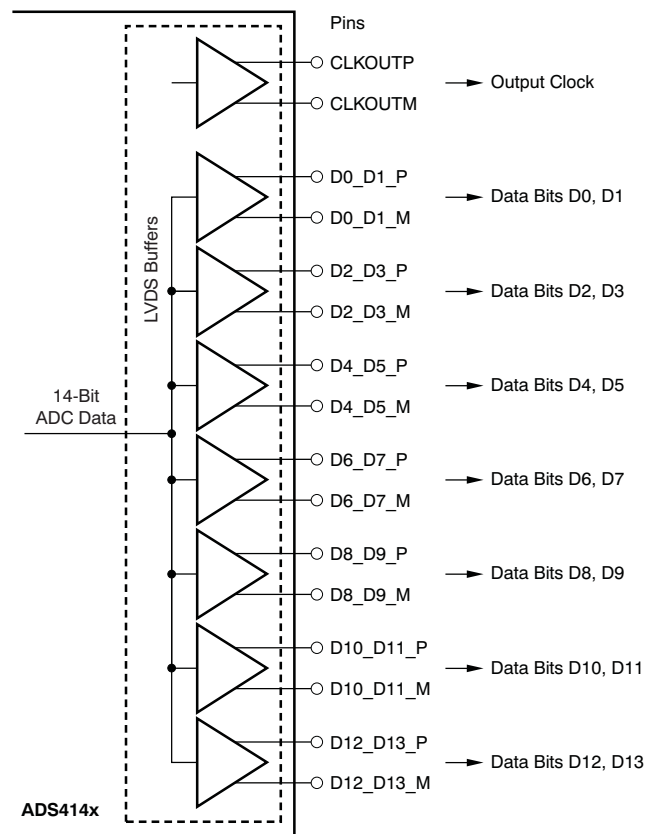 Pins
CLKOUTP
CLKOUTM
Output Clock
D0_D1_P
D0_D1_M
Data Bits D0, D1
D2_D3_P
D2_D3_M
Data Bits D2, D3
D4_D5_P
D4_D5_M
Data Bits D4, D5
D6_D7_P
D6_D7_M
Data Bits D6, D7
D8_D9_P
D8_D9_M
Data Bits D8, D9
D10_D11_P
D10_D11_M
Data Bits D10, D11
D12_D13_P
D12_D13_M
Data Bits D12, D13
LVDS Buffers
14-Bit
ADC Data
ADS414x